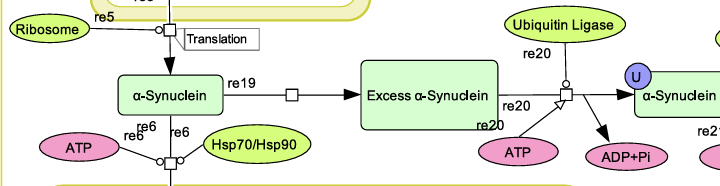 re5
Ribosome
Translation
Ubiquitin Ligase
re20
U
re19
α-Synuclein
Excess α-Synuclein
re20
α-Synuclein
re20
re6
re6
re6
ATP
Hsp70/Hsp90
ATP
ADP+Pi